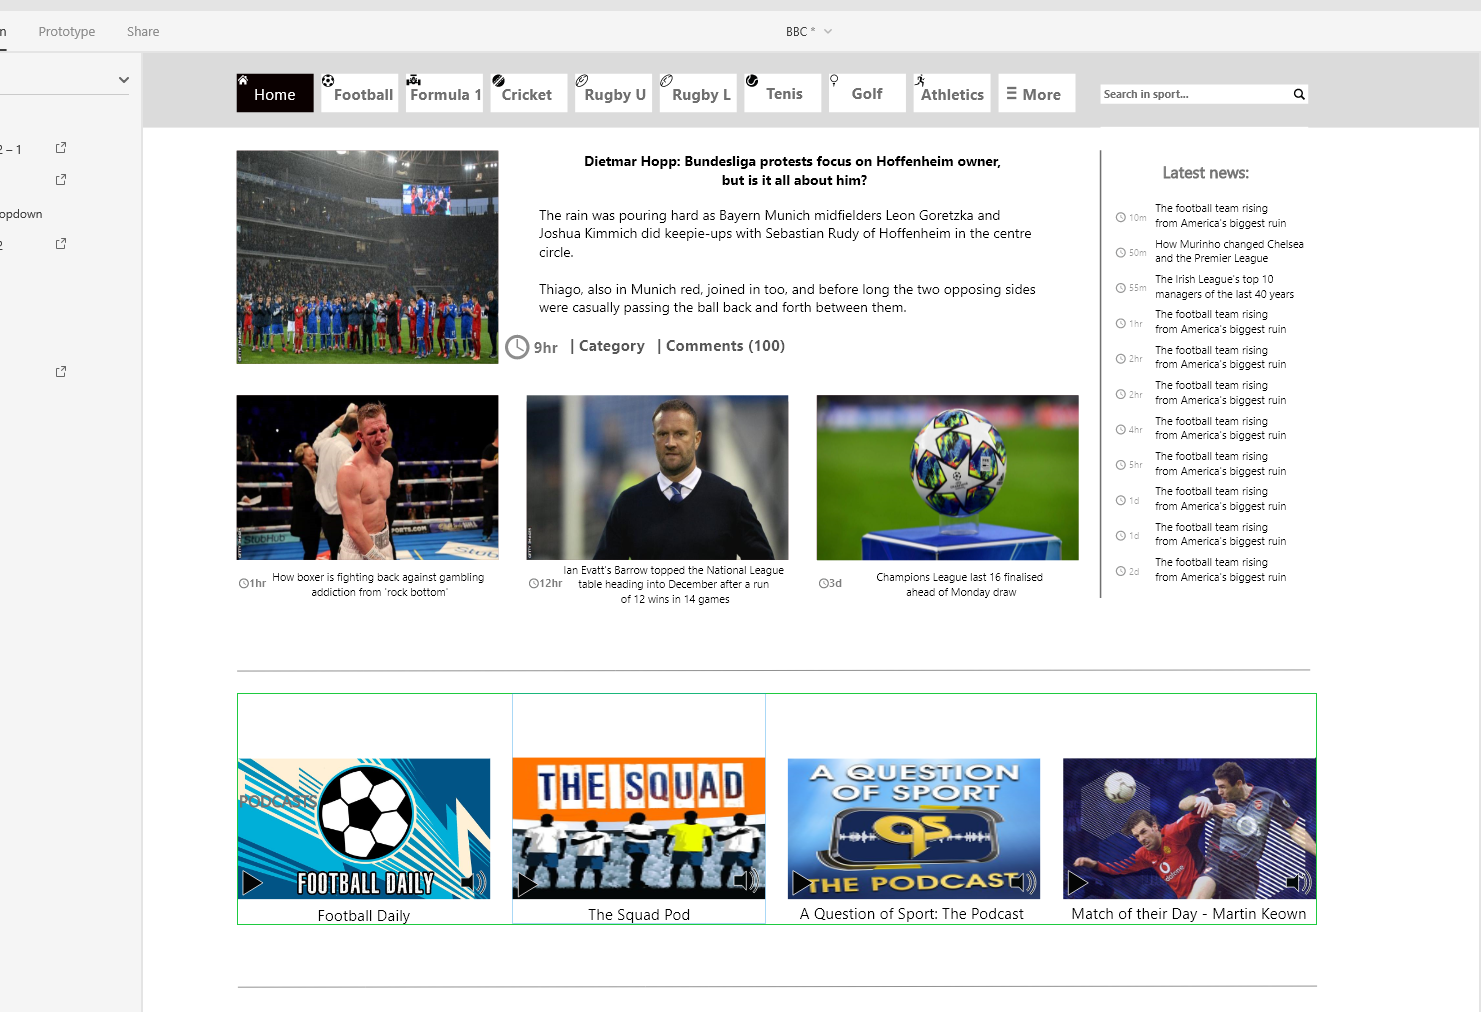 n
Prototype
Share
BBC *
2 – 1
opdown
2
Home
Football
Formula 1
Cricket
Rugby U
Rugby L
Tenis
Golf
Athletics
More
Search in sport...
Dietmar Hopp: Bundesliga protests focus on Hoffenheim owner,
but is it all about him?
The rain was pouring hard as Bayern Munich midfielders Leon Goretzka and
Joshua Kimmich did keepie-ups with Sebastian Rudy of Hoffenheim in the centre
circle.
Thiago, also in Munich red, joined in too, and before long the two opposing sides
were casually passing the ball back and forth between them.
9hr | Category | Comments (100)
Latest news:
10m
The football team rising
from America's biggest ruin
50m
How Murinho changed Chelsea
and the Premier League
55m
The Irish League's top 10
managers of the last 40 years
1hr
The football team rising
from America's biggest ruin
2hr
The football team rising
from America's biggest ruin
2hr
The football team rising
from America's biggest ruin
4hr
The football team rising
from America's biggest ruin
5hr
The football team rising
from America's biggest ruin
1d
The football team rising
from America's biggest ruin
1d
The football team rising
from America's biggest ruin
2d
The football team rising
from America's biggest ruin
StubHub
PORTS.COM
StubHub
GETTY IMAGES
1hr
How boxer is fighting back against gambling
addiction from 'rock bottom'
GETTY IMAGES
12hr
Ian Evatt's Barrow topped the National League
table heading into December after a run
of 12 wins in 14 games
3d
Champions League last 16 finalised
ahead of Monday draw
PODCASTS
FOOTBALL DAILY
Football Daily
THE SQUAD
The Squad Pod
A QUESTION
OF SPORT
qs
THE PODCAST
A Question of Sport: The Podcast
vodafone
Match of their Day - Martin Keown